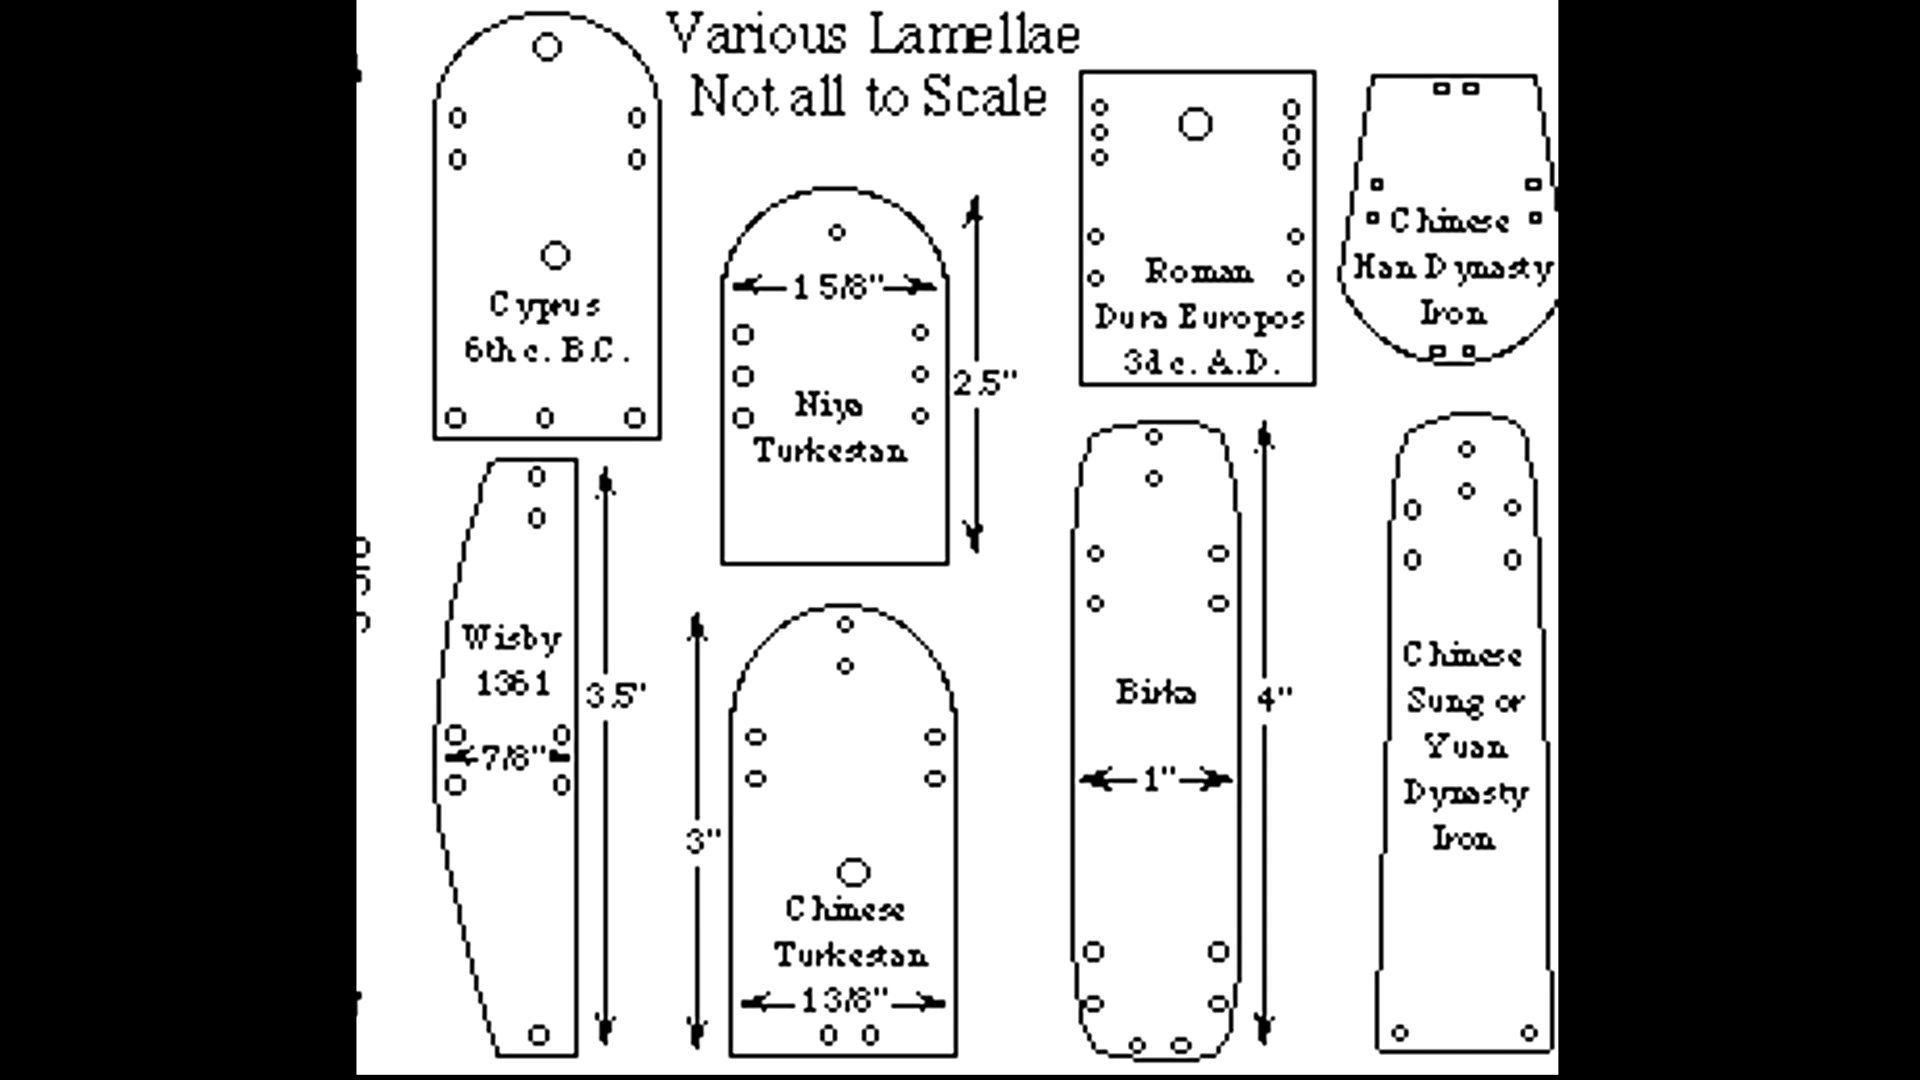 Various Lamellae
Not all to Scale
Cyprus
6th c. B.C.
1 5/8"
Niya
Turkestan
2.5"
Roman
Dura Europos
3d c. A.D.
Chinese
Han Dynasty
Iron
Wisby
1361
7/8"
3.5"
3"
Chinese
Turkestan
1 3/8"
Birka
1"
4"
Chinese
Sung or
Yuan
Dynasty
Iron